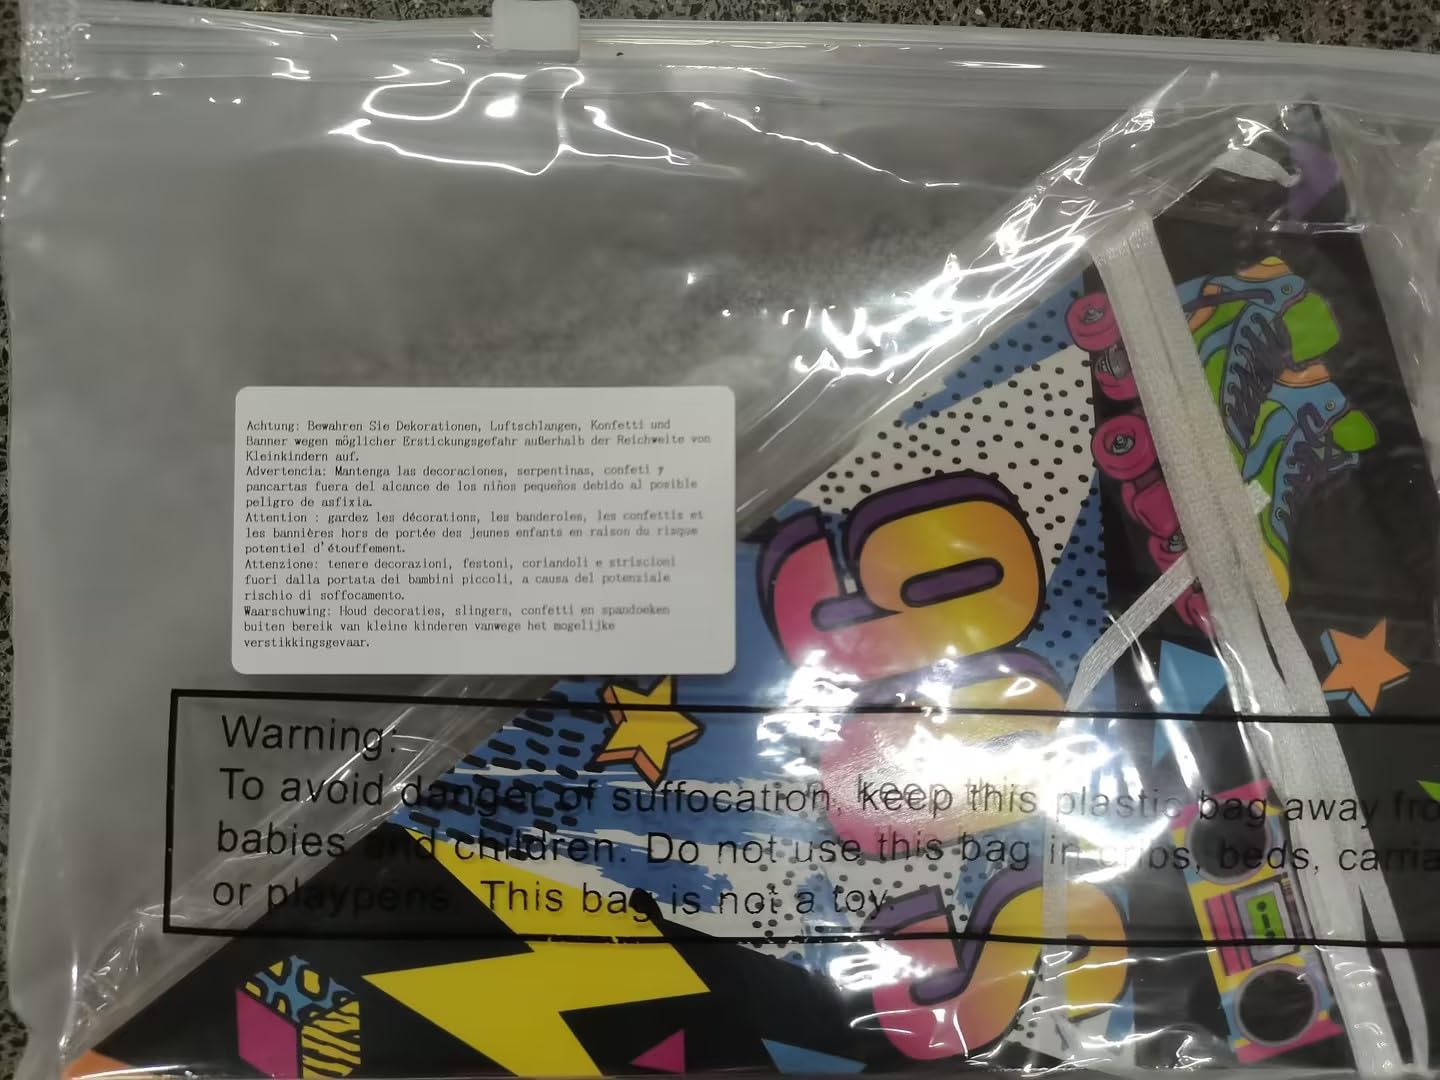 Achtung: Bewahren Sie Dekorationen, Luftschlangen, Konfetti und
Banner wegen möglicher Erstickungsgefahr außerhalb der Reichweite von
Kleinkindern auf.
Advertencia: Mantenga las decoraciones, serpentinas, confeti y
pancartas fuera del alcance de los niños pequeños debido al posible
peligro de asfixia.
Attention : gardez les décorations, les banderoles, les confettis et
les bannières hors de portée des jeunes enfants en raison du risque
potentiel d'étouffement.
Attenzione: tenere decorazioni, festoni, coriandoli e striscioni
fuori dalla portata dei bambini piccoli, a causa del potenziale
rischio di soffocamento.
Waarschuwing: Houd decoraties, slingers, confetti en spandoeken
buiten bereik van kleine kinderen vanwege het mogelijke
verstikkingsgevaar.
Warning:
To avoid danger of suffocation, keep this plastic bag away fro
babies and children. Do not use this bag in cribs, beds, carria
or playpens. This bag is not a toy.
90S